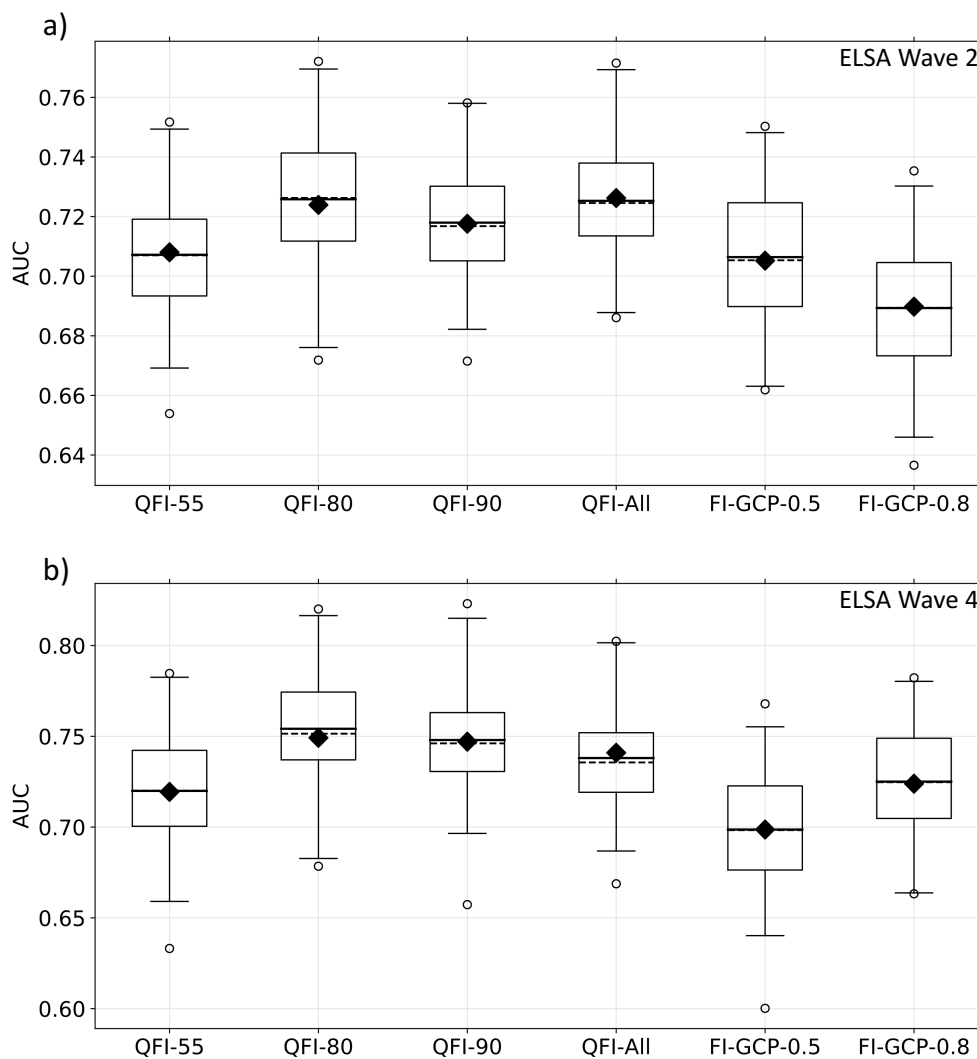 a)
ELSA Wave 2
0.76
0.74
0.72
0.70
0.68
0.66
0.64
AUC
QFI-55 QFI-80 QFI-90 QFI-All FI-GCP-0.5 FI-GCP-0.8
b)
ELSA Wave 4
0.80
0.75
0.70
0.65
0.60
AUC
QFI-55 QFI-80 QFI-90 QFI-All FI-GCP-0.5 FI-GCP-0.8